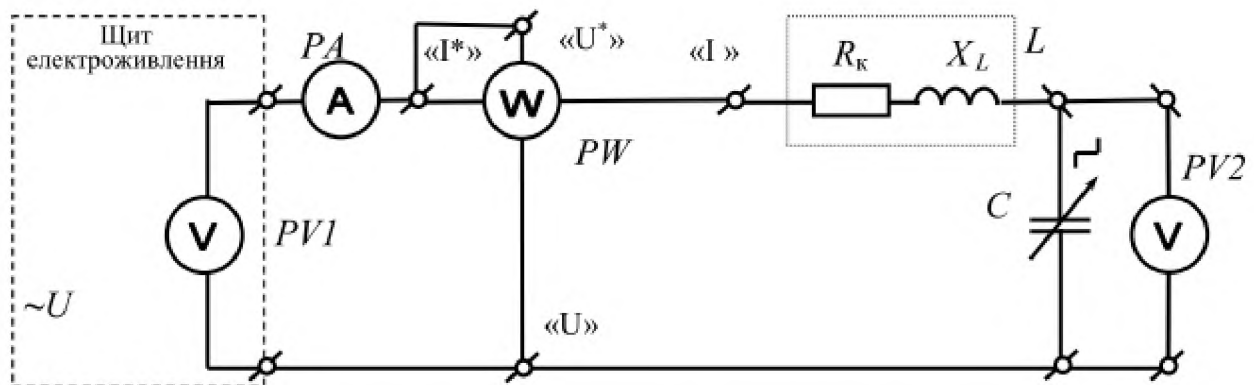 Щит
електроживлення
PA
«I*»
«U*»
«I »
Rк
XL
L
A
W
PW
PV1
V
~U
«U»
C
PV2
V